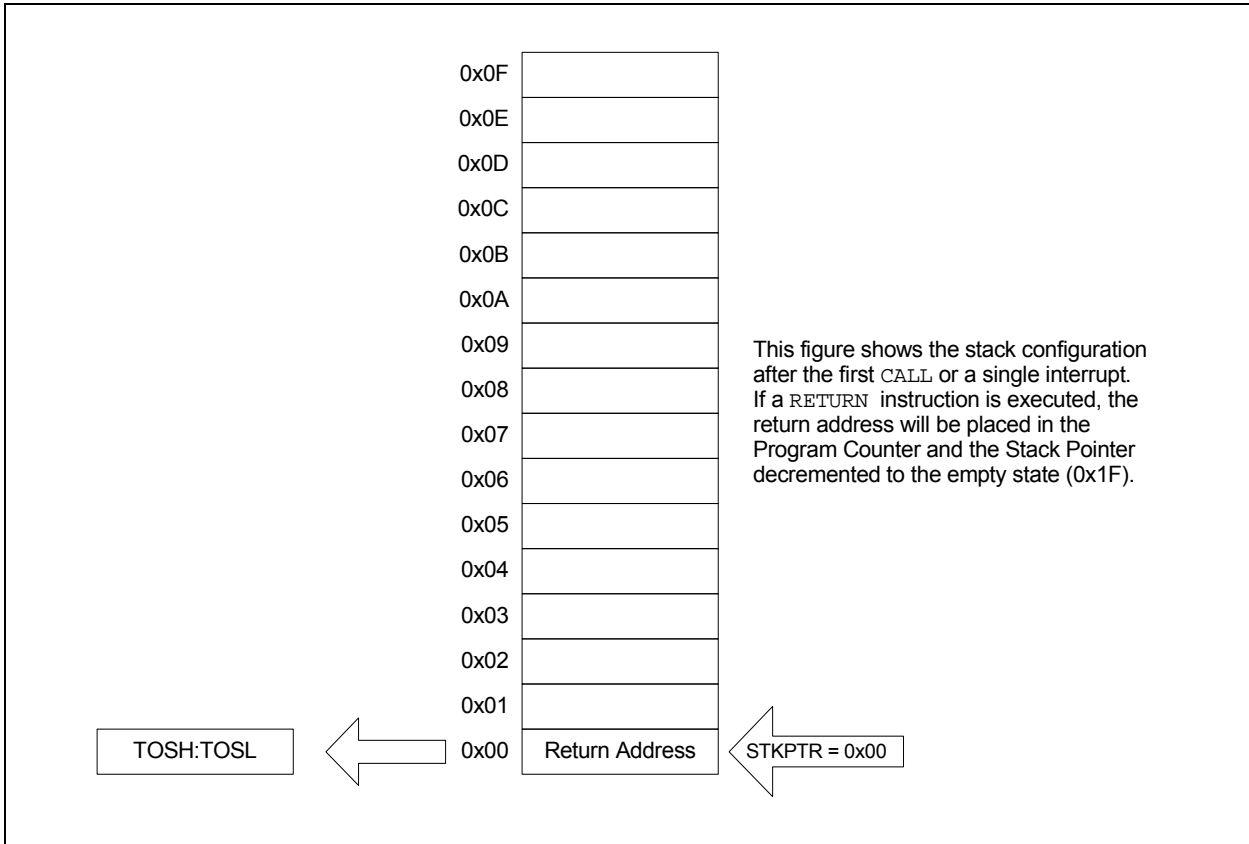 0x0F
0x0E
0x0D
0x0C
0x0B
0x0A
0x09
This figure shows the stack configuration
after the first CALL or a single interrupt.
0x08
If a RETURN instruction is executed, the
return address will be placed in the
0x07
Program Counter and the Stack Pointer
decremented to the empty state (0x1F).
0x06
0x05
0x04
0x03
0x02
0x01
TOSH:TOSL 0x00 Return Address STKPTR = 0x00